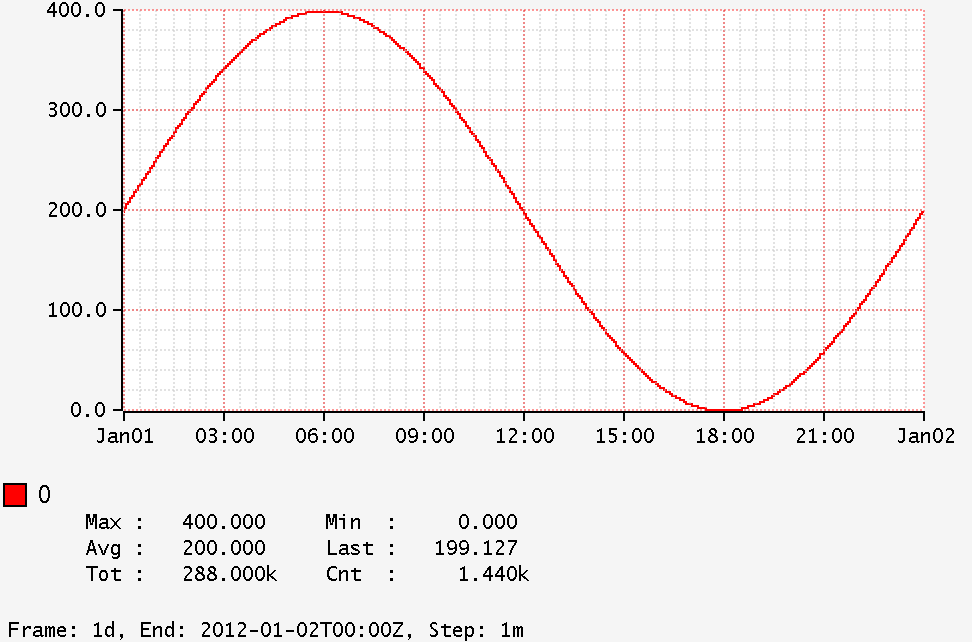 400.0
300.0
200.0
100.0
0.0
Jan01 03:00 06:00 09:00 12:00 15:00 18:00 21:00 Jan02
0
Max : 400.000 Min : 0.000
Avg : 200.000 Last : 199.127
Tot : 288.000k Cnt : 1.440k
Frame: 1d, End: 2012-01-02T00:00Z, Step: 1m